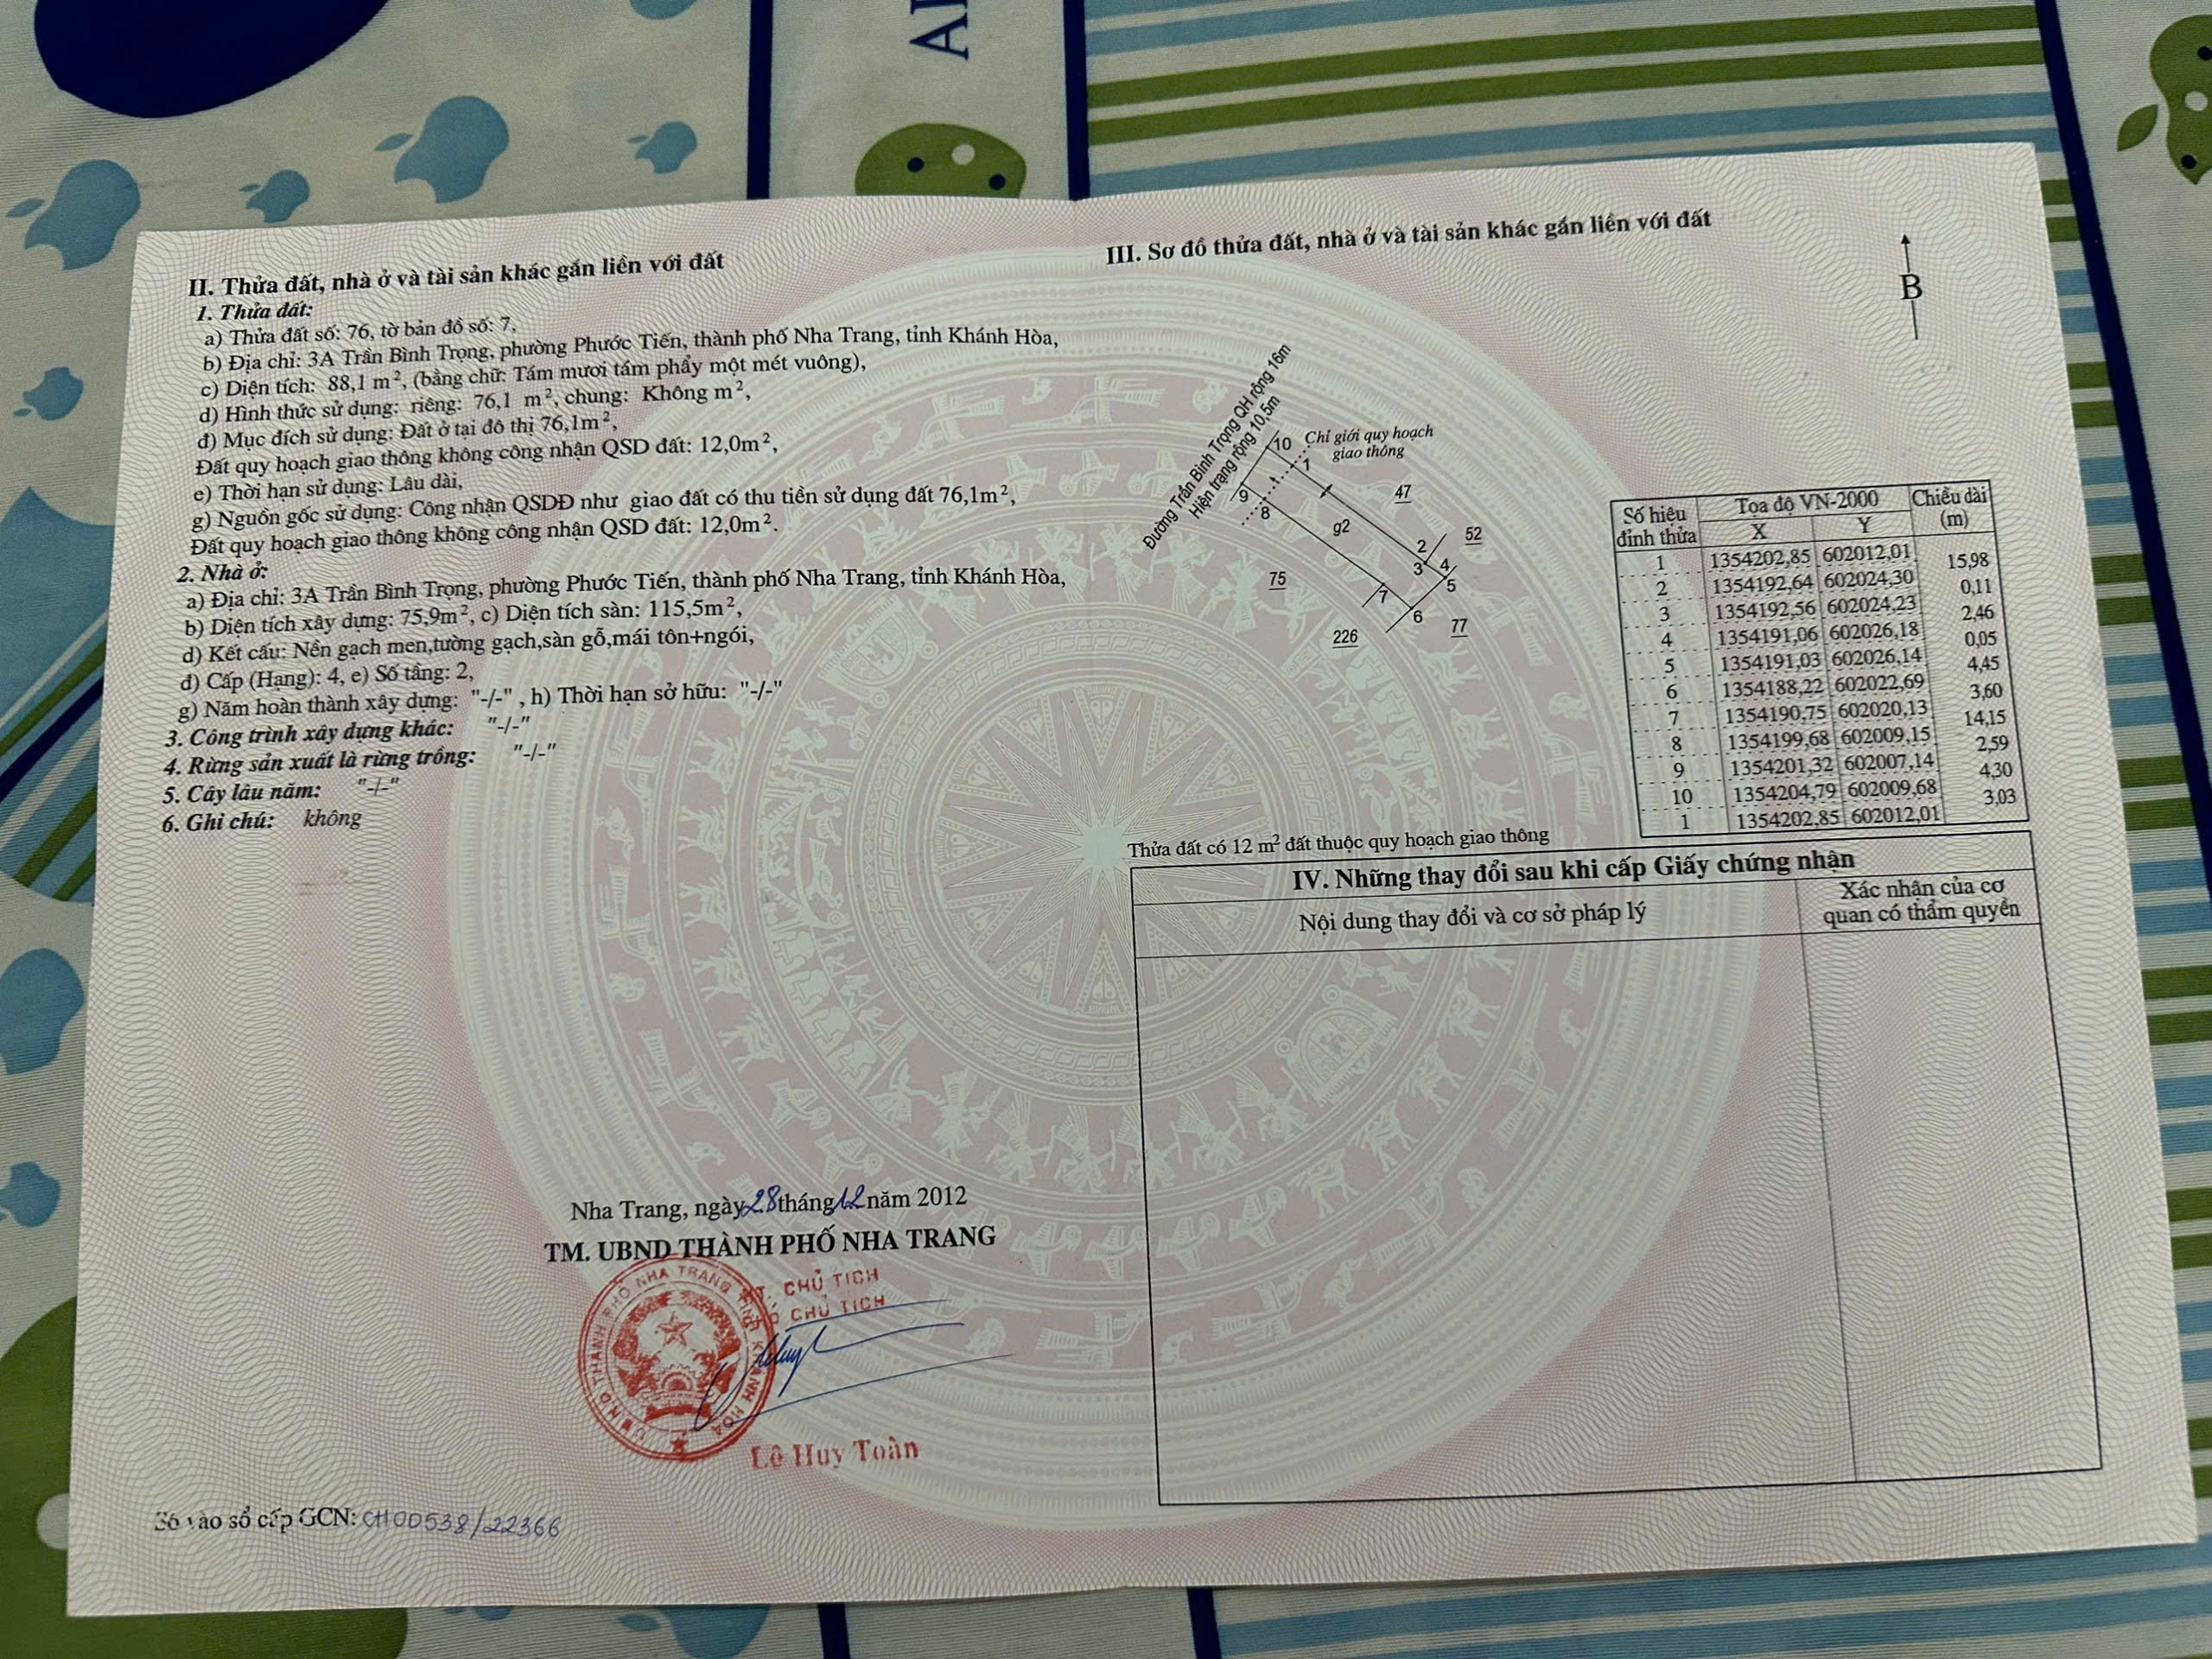 II. Thửa đất, nhà ở và tài sản khác gắn liền với đất
1. Thửa đất:
a) Thửa đất số: 76, tờ bản đồ số: 7,
b) Địa chỉ: 3A Trần Bình Trọng, phường Phước Tiến, thành phố Nha Trang, tỉnh Khánh Hòa,
c) Diện tích: 88,1 m², (bằng chữ: Tám mươi tám phẩy một mét vuông),
d) Hình thức sử dụng: riêng: 76,1 m², chung: Không m²,
đ) Mục đích sử dụng: Đất ở tại đô thị 76,1m²,
Đất quy hoạch giao thông không công nhận QSD đất: 12,0m²,
e) Thời hạn sử dụng: Lâu dài,
g) Nguồn gốc sử dụng: Công nhận QSDĐ như giao đất có thu tiền sử dụng đất 76,1m²,
Đất quy hoạch giao thông không công nhận QSD đất: 12,0m².
2. Nhà ở:
a) Địa chỉ: 3A Trần Bình Trọng, phường Phước Tiến, thành phố Nha Trang, tỉnh Khánh Hòa,
b) Diện tích xây dựng: 75,9m², c) Diện tích sàn: 115,5m²,
d) Kết cấu: Nền gạch men,tường gạch,sàn gỗ,mái tôn+ngói,
đ) Cấp (Hạng): 4, e) Số tầng: 2,
g) Năm hoàn thành xây dựng: "-/-" , h) Thời hạn sở hữu: "-/-"
3. Công trình xây dựng khác: "-/-"
4. Rừng sản xuất là rừng trồng: "-/-"
5. Cây lâu năm: "-/-"
6. Ghi chú: không
Nha Trang, ngày 28 tháng 12 năm 2012
TM. UBND THÀNH PHỐ NHA TRANG
KT. CHỦ TỊCH
PHÓ CHỦ TỊCH
U.B.N.D THÀNH PHỐ NHA TRANG TỈNH KHÁNH HÒA
Lê Huy Toàn
Số vào sổ cấp GCN: CH00538/22366
III. Sơ đồ thửa đất, nhà ở và tài sản khác gắn liền với đất
B
Đường Trần Bình Trọng QH rộng 16m
Hiện trạng rộng 10,5m
Chỉ giới quy hoạch
giao thông
10
1
9
8
47
g2
2
52
3
4
5
75
7
6
77
226
Số hiệu đỉnh thửa Tọa độ VN-2000 Chiều dài (m)
X Y
1 1354202,85 602012,01
15,98
2 1354192,64 602024,30
0,11
3 1354192,56 602024,23
2,46
4 1354191,06 602026,18
0,05
5 1354191,03 602026,14
4,45
6 1354188,22 602022,69
3,60
7 1354190,75 602020,13
14,15
8 1354199,68 602009,15
2,59
9 1354201,32 602007,14
4,30
10 1354204,79 602009,68
3,03
1 1354202,85 602012,01
Thửa đất có 12 m² đất thuộc quy hoạch giao thông
IV. Những thay đổi sau khi cấp Giấy chứng nhận
Nội dung thay đổi và cơ sở pháp lý
Xác nhận của cơ
quan có thẩm quyền